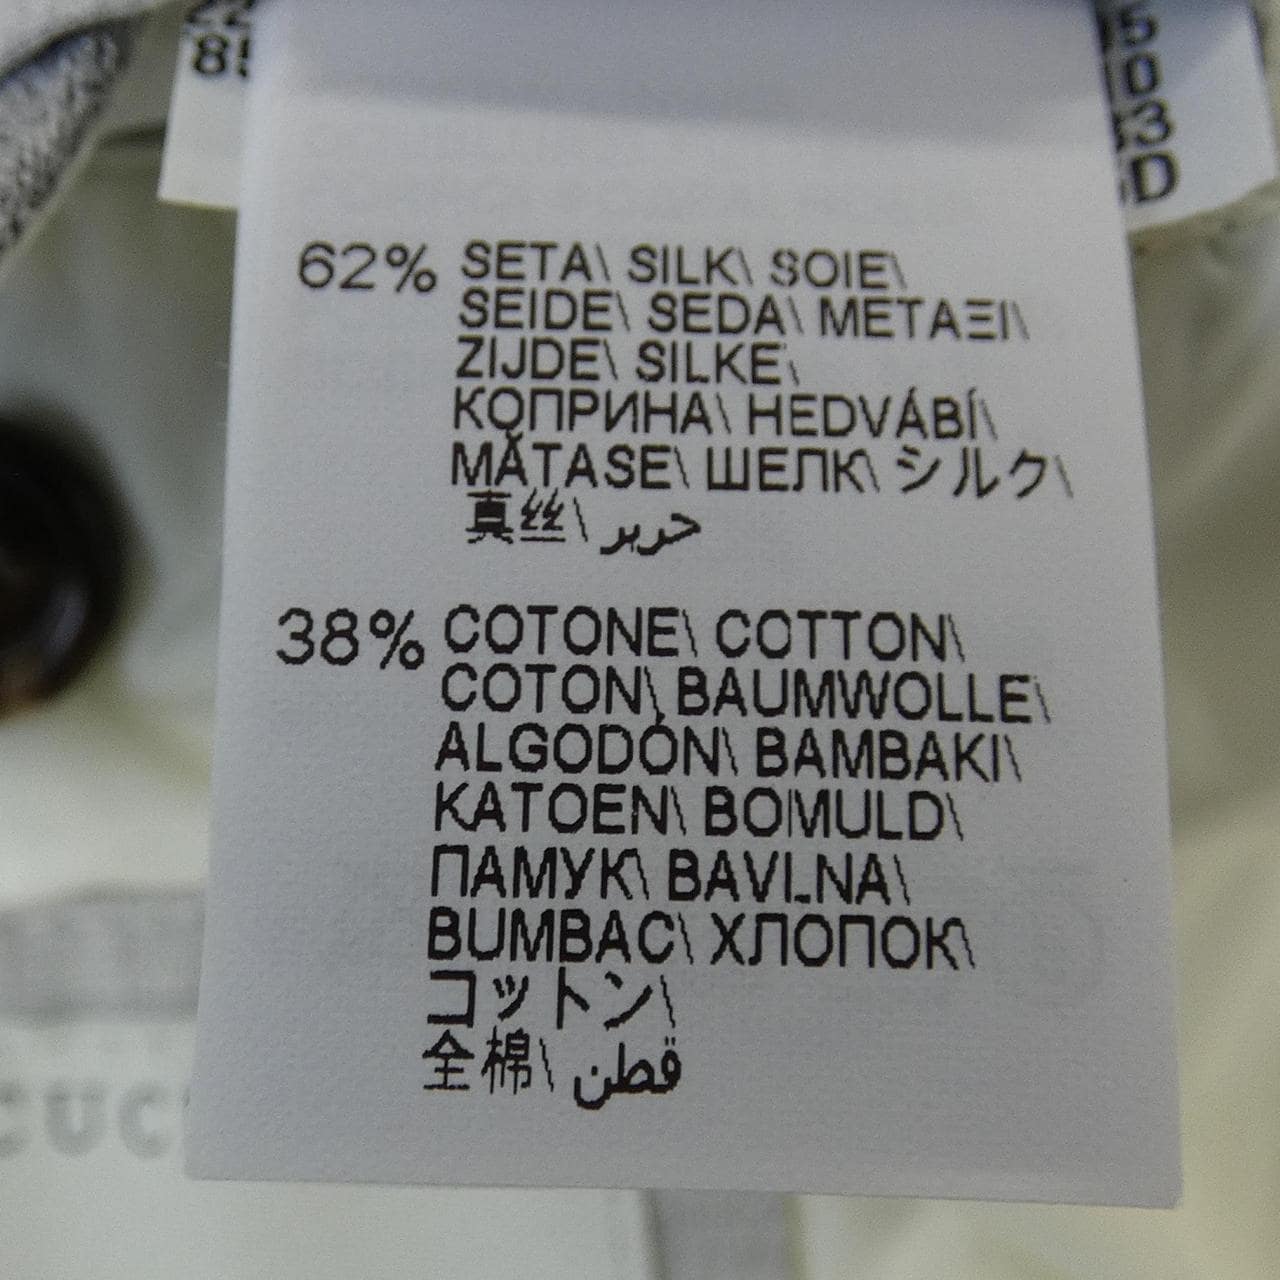 62% SETA\ SILK\ SOIE\
SEIDE\ SEDA\ ΜΕΤΑΞΙ\
ZIJDE\ SILKE\
КОПРИНА\ HEDVÁBÍ\
MĂTASE\ ШЕЛК\ シルク\
真丝\ حرير
38% COTONE\ COTTON\
COTON\ BAUMWOLLE\
ALGODÓN\ BAMBAKI\
KATOEN\ BOMULD\
ПАМУК\ BAVLNA\
BUMBAC\ ХЛОПОК\
コットン\
全棉\ قطن